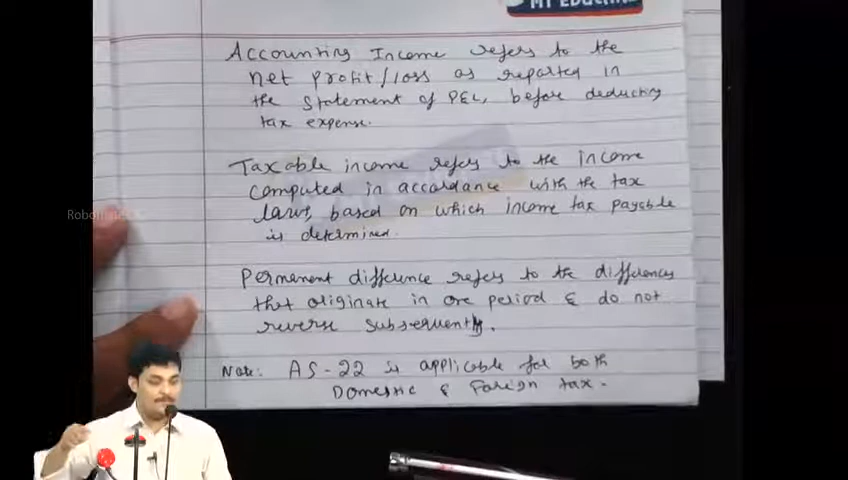 Accounting Income refers to the
net profit/loss as reported in
the statement of P&L, before deducting
tax expense.
Taxable income refers to the income
computed in accordance with the tax
laws, based on which income tax payable
is determined.
Permanent difference refers to the differences
that originate in one period & do not
reverse subsequently.
Note: AS-22 is applicable for both
Domestic & Foreign tax.